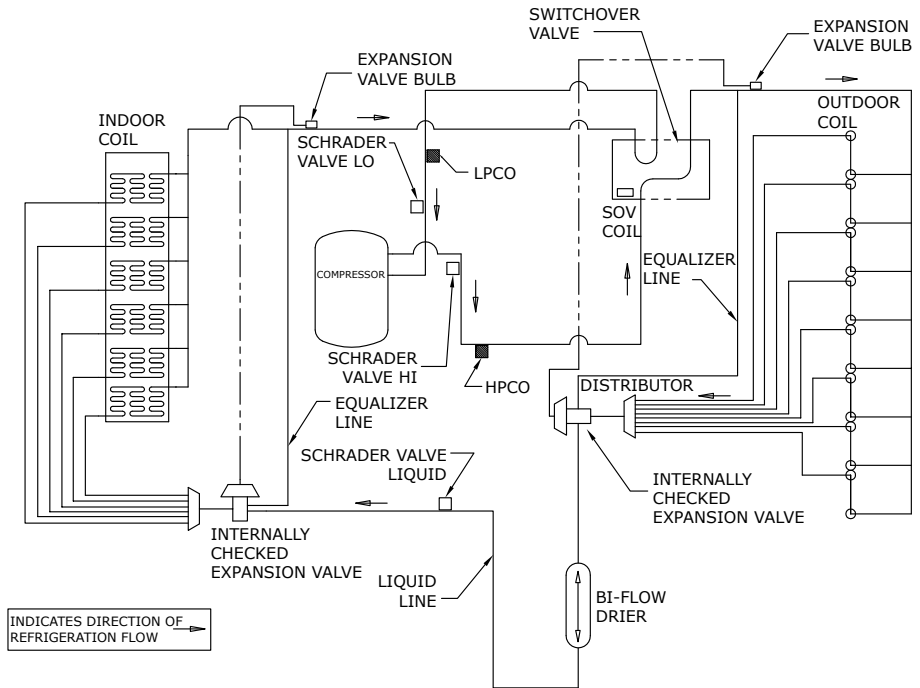 SWITCHOVER
VALVE
EXPANSION
VALVE BULB
EXPANSION
VALVE BULB
INDOOR
COIL
OUTDOOR
COIL
SCHRADER
VALVE LO
LPCO
SOV
COIL
COMPRESSOR
EQUALIZER
LINE
SCHRADER
VALVE HI
HPCO
DISTRIBUTOR
EQUALIZER
LINE
SCHRADER VALVE
LIQUID
INTERNALLY
CHECKED
EXPANSION VALVE
INTERNALLY
CHECKED
EXPANSION VALVE
LIQUID
LINE
BI-FLOW
DRIER
INDICATES DIRECTION OF
REFRIGERATION FLOW